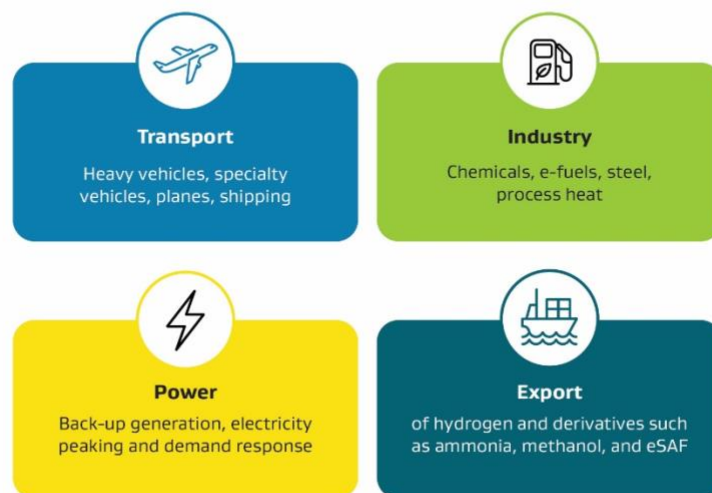 Transport
Heavy vehicles, specialty
vehicles, planes, shipping
Industry
Chemicals, e-fuels, steel,
process heat
Power
Back-up generation, electricity
peaking and demand response
Export
of hydrogen and derivatives such
as ammonia, methanol, and eSAF